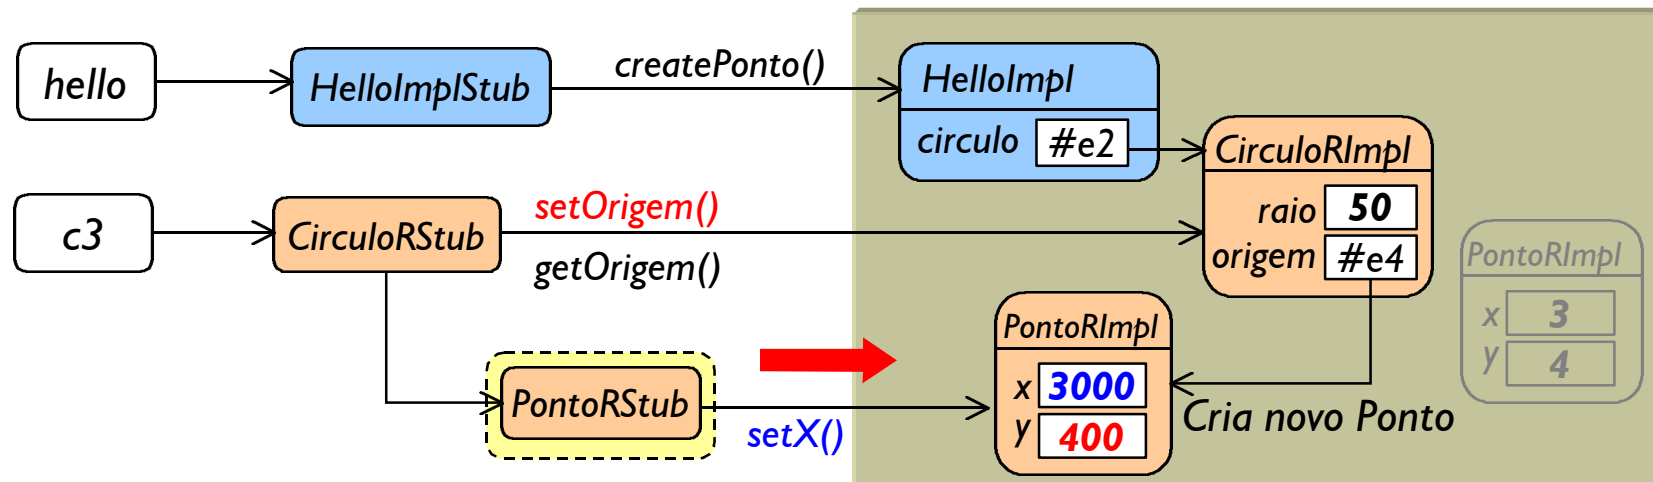 hello
HelloImplStub
createPonto()
HelloImpl
circulo #e2
CirculoRImpl
raio 50
origem #e4
c3
CirculoRStub
setOrigem()
getOrigem()
PontoRImpl
x 3
y 4
PontoRImpl
x 3000
y 400
PontoRStub
setX()
Cria novo Ponto